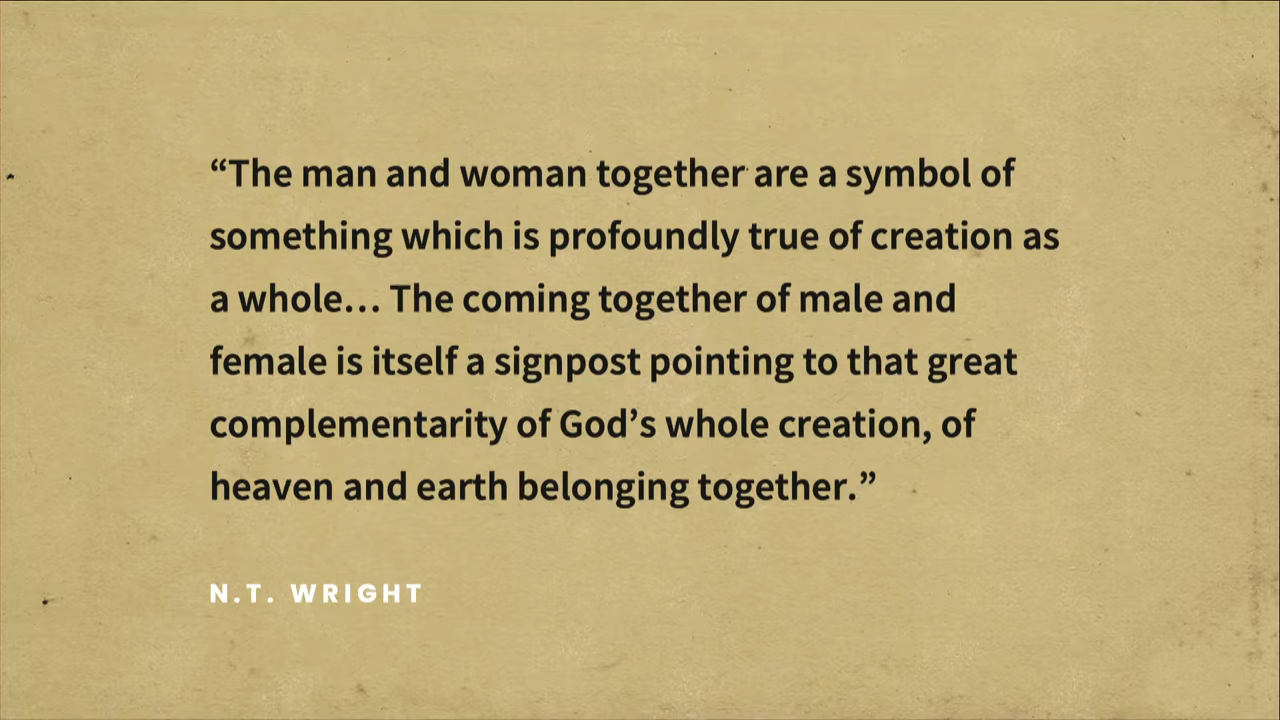 “The man and woman together are a symbol of
something which is profoundly true of creation as
a whole… The coming together of male and
female is itself a signpost pointing to that great
complementarity of God’s whole creation, of
heaven and earth belonging together.”
N.T. WRIGHT